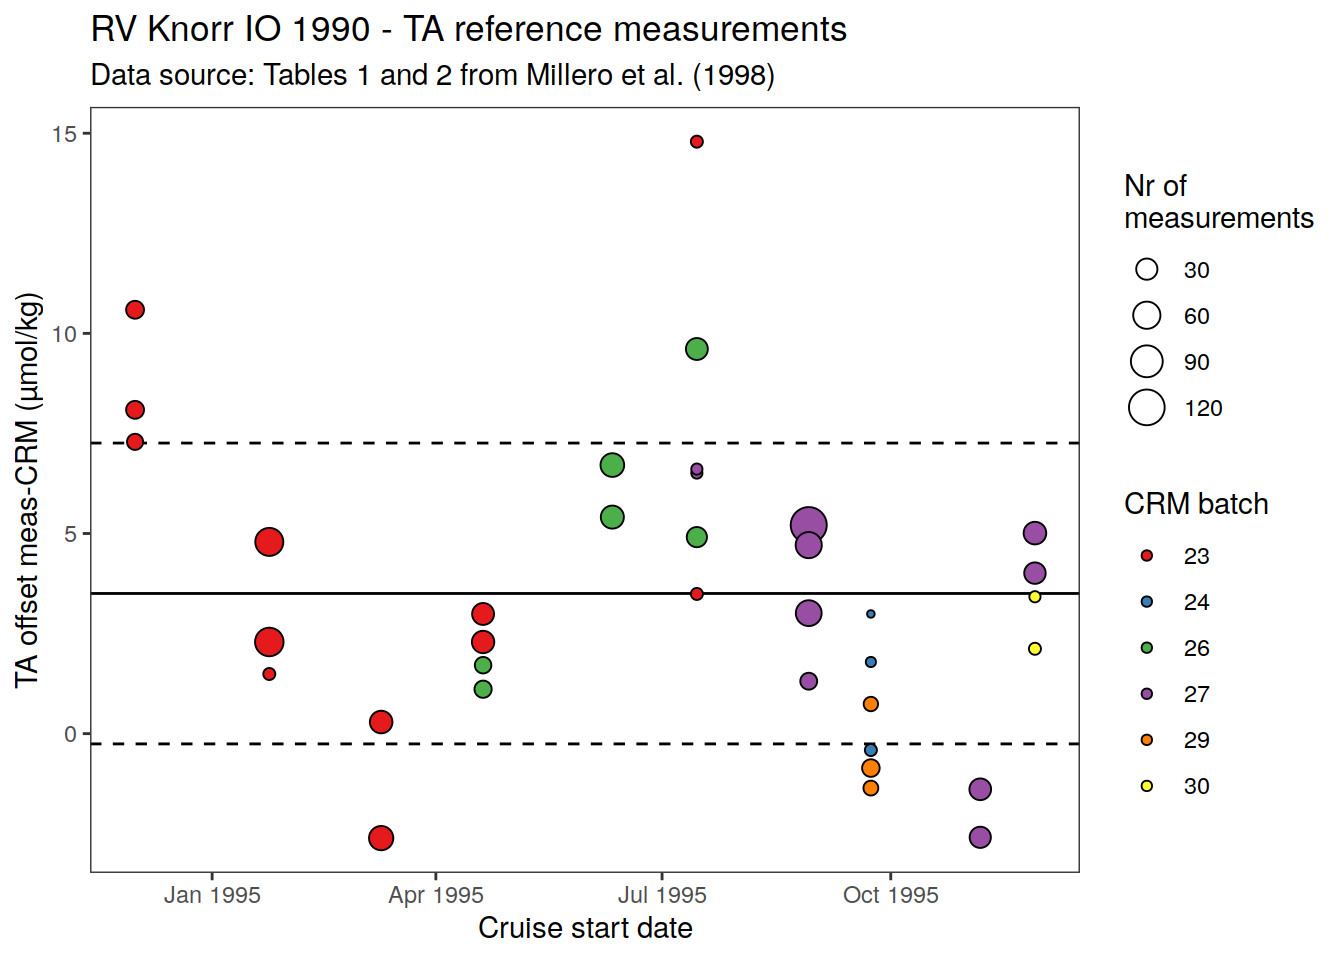 RV Knorr IO 1990 - TA reference measurements
Data source: Tables 1 and 2 from Millero et al. (1998)
TA offset meas-CRM (µmol/kg)
15
10
5
0
Jan 1995
Apr 1995
Jul 1995
Oct 1995
Cruise start date
Nr of
measurements
30
60
90
120
CRM batch
23
24
26
27
29
30